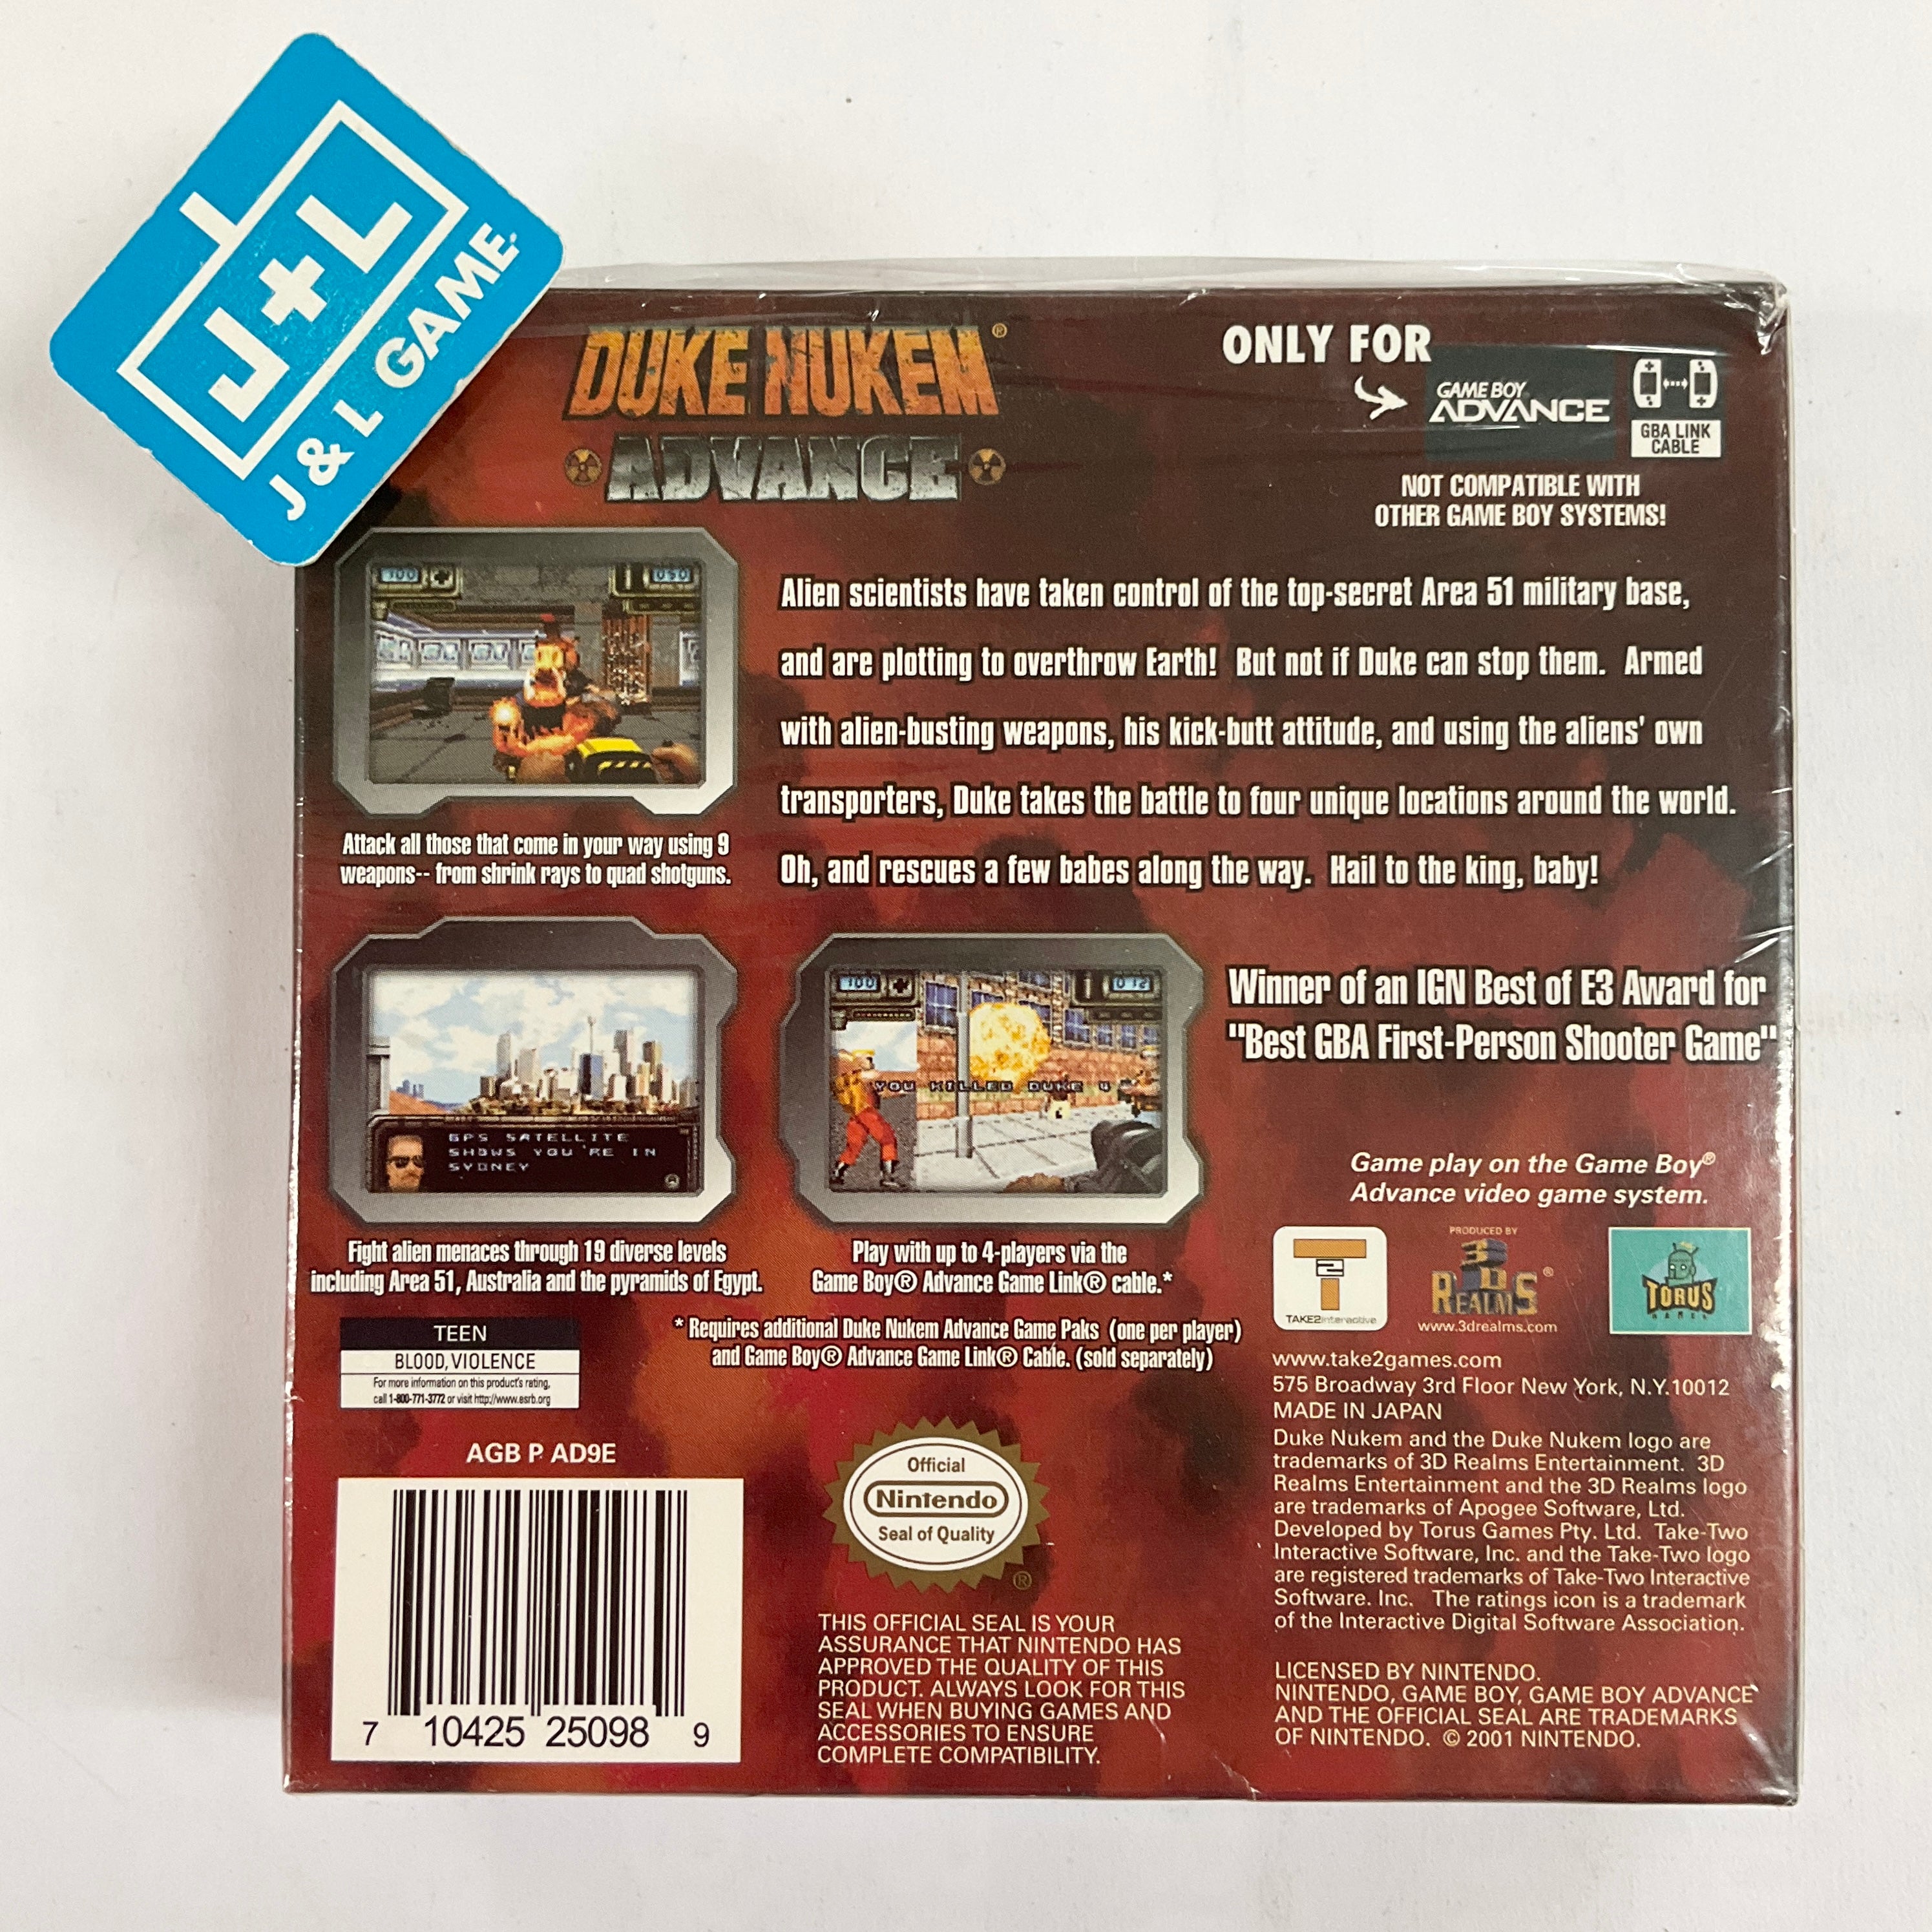 J+L
J & L GAME
DUKE NUKEM®
ADVANCE
ONLY FOR
GAME BOY
ADVANCE
GBA LINK
CABLE
NOT COMPATIBLE WITH
OTHER GAME BOY SYSTEMS!
100
050
Attack all those that come in your way using 9
weapons-- from shrink rays to quad shotguns.
Alien scientists have taken control of the top-secret Area 51 military base,
and are plotting to overthrow Earth! But not if Duke can stop them. Armed
with alien-busting weapons, his kick-butt attitude, and using the aliens' own
transporters, Duke takes the battle to four unique locations around the world.
Oh, and rescues a few babes along the way. Hail to the king, baby!
GPS SATELLITE
SHOWS YOU'RE IN
SYDNEY
Fight alien menaces through 19 diverse levels
including Area 51, Australia and the pyramids of Egypt.
100
012
YOU KILLED DUKE 4
Play with up to 4-players via the
Game Boy® Advance Game Link® cable.*
* Requires additional Duke Nukem Advance Game Paks (one per player)
and Game Boy® Advance Game Link® Cable. (sold separately)
Winner of an IGN Best of E3 Award for
"Best GBA First-Person Shooter Game"
Game play on the Game Boy®
Advance video game system.
T2
TAKE2interactive
PRODUCED BY
3D
REALMS®
www.3drealms.com
TORUS
GAMES
TEEN
BLOOD, VIOLENCE
For more information on this product's rating,
call 1-800-771-3772 or visit http://www.esrb.org
AGB P AD9E
7 10425 25098 9
Official
Nintendo
Seal of Quality
®
THIS OFFICIAL SEAL IS YOUR
ASSURANCE THAT NINTENDO HAS
APPROVED THE QUALITY OF THIS
PRODUCT. ALWAYS LOOK FOR THIS
SEAL WHEN BUYING GAMES AND
ACCESSORIES TO ENSURE
COMPLETE COMPATIBILITY.
www.take2games.com
575 Broadway 3rd Floor New York, N.Y.10012
MADE IN JAPAN
Duke Nukem and the Duke Nukem logo are
trademarks of 3D Realms Entertainment. 3D
Realms Entertainment and the 3D Realms logo
are trademarks of Apogee Software, Ltd.
Developed by Torus Games Pty. Ltd. Take-Two
Interactive Software, Inc. and the Take-Two logo
are registered trademarks of Take-Two Interactive
Software. Inc. The ratings icon is a trademark
of the Interactive Digital Software Association.
LICENSED BY NINTENDO.
NINTENDO, GAME BOY, GAME BOY ADVANCE
AND THE OFFICIAL SEAL ARE TRADEMARKS
OF NINTENDO. © 2001 NINTENDO.